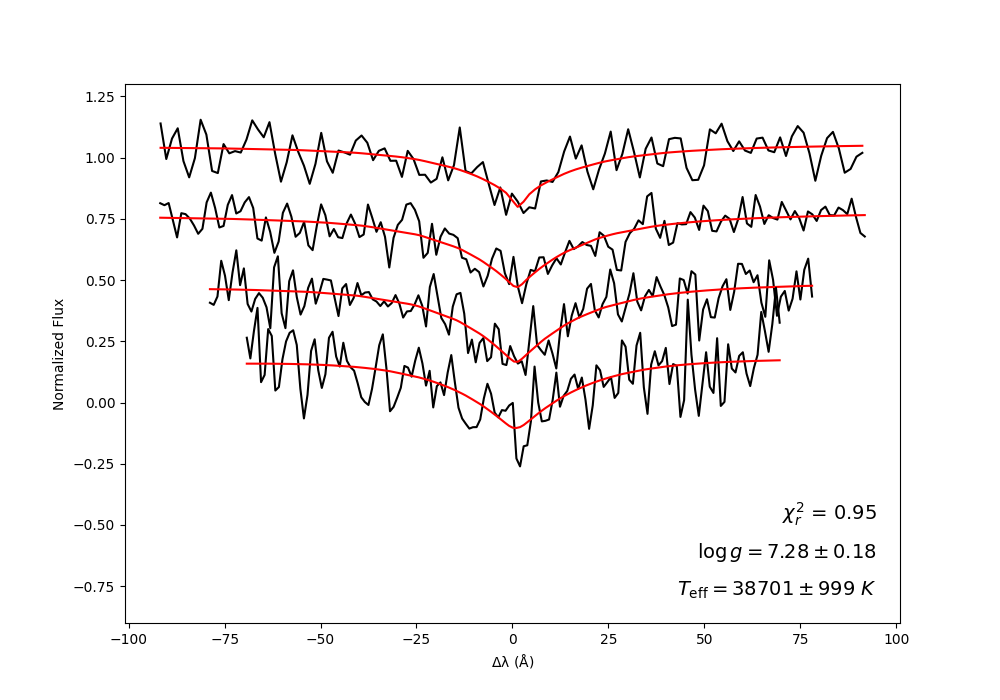 1.25
1.00
0.75
0.50
0.25
0.00
−0.25
−0.50
−0.75
Normalized Flux
χ²ᵣ = 0.95
log g = 7.28 ± 0.18
T_eff = 38701 ± 999 K
−100 −75 −50 −25 0 25 50 75 100
Δλ (Å)